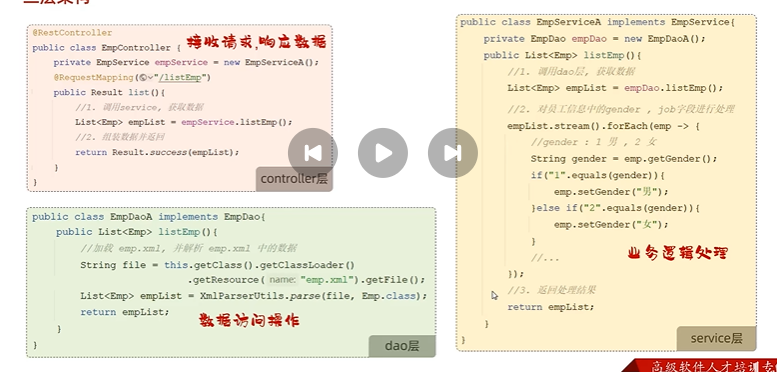 @RestController
public class EmpController {
接收请求,响应数据
private EmpService empService = new EmpServiceA();
@RequestMapping("/listEmp")
public Result list(){
//1. 调用service, 获取数据
List<Emp> empList = empService.listEmp();
//2. 组装数据并返回
return Result.success(empList);
}
}
controller层
public class EmpDaoA implements EmpDao{
public List<Emp> listEmp(){
//加载 emp.xml, 并解析 emp.xml 中的数据
String file = this.getClass().getClassLoader()
.getResource( name: "emp.xml").getFile();
List<Emp> empList = XmlParserUtils.parse(file, Emp.class);
return empList;
数据访问操作
}
}
dao层
public class EmpServiceA implements EmpService{
private EmpDao empDao = new EmpDaoA();
public List<Emp> listEmp(){
//1. 调用dao层, 获取数据
List<Emp> empList = empDao.listEmp();
//2. 对员工信息中的gender , job字段进行处理
empList.stream().forEach(emp -> {
//gender : 1 男 , 2 女
String gender = emp.getGender();
if("1".equals(gender)){
emp.setGender("男");
}else if("2".equals(gender)){
emp.setGender("女");
}
业务逻辑处理
//...
});
//3. 返回处理结果
return empList;
}
}
service层
高级软件人才培训专